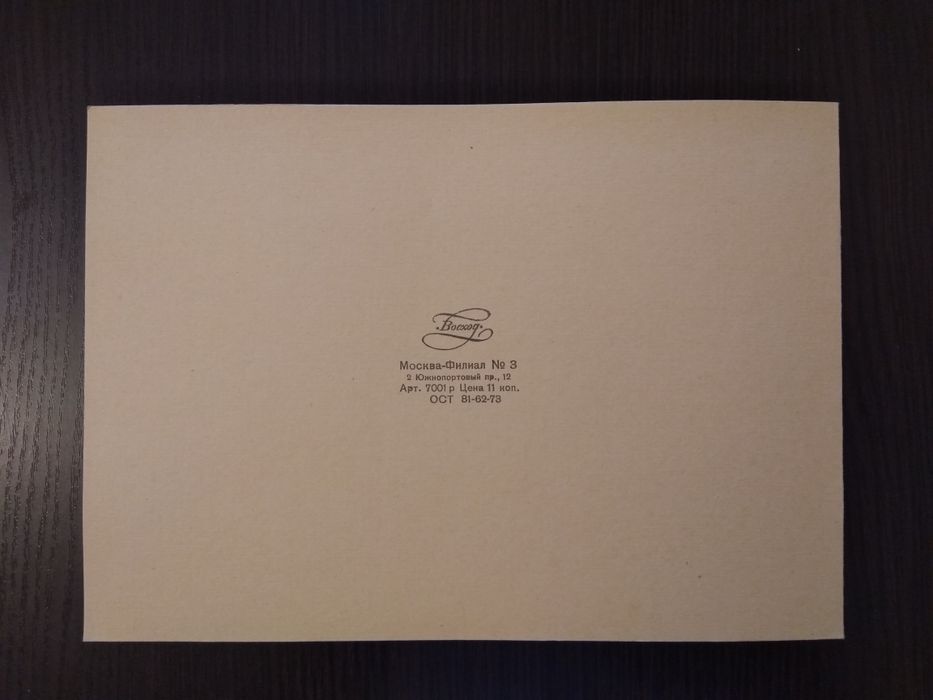 Восход
Москва-Филиал № 3
2 Южнопортовый пр., 12
Арт. 7001 р Цена 11 коп.
ОСТ 81-62-73